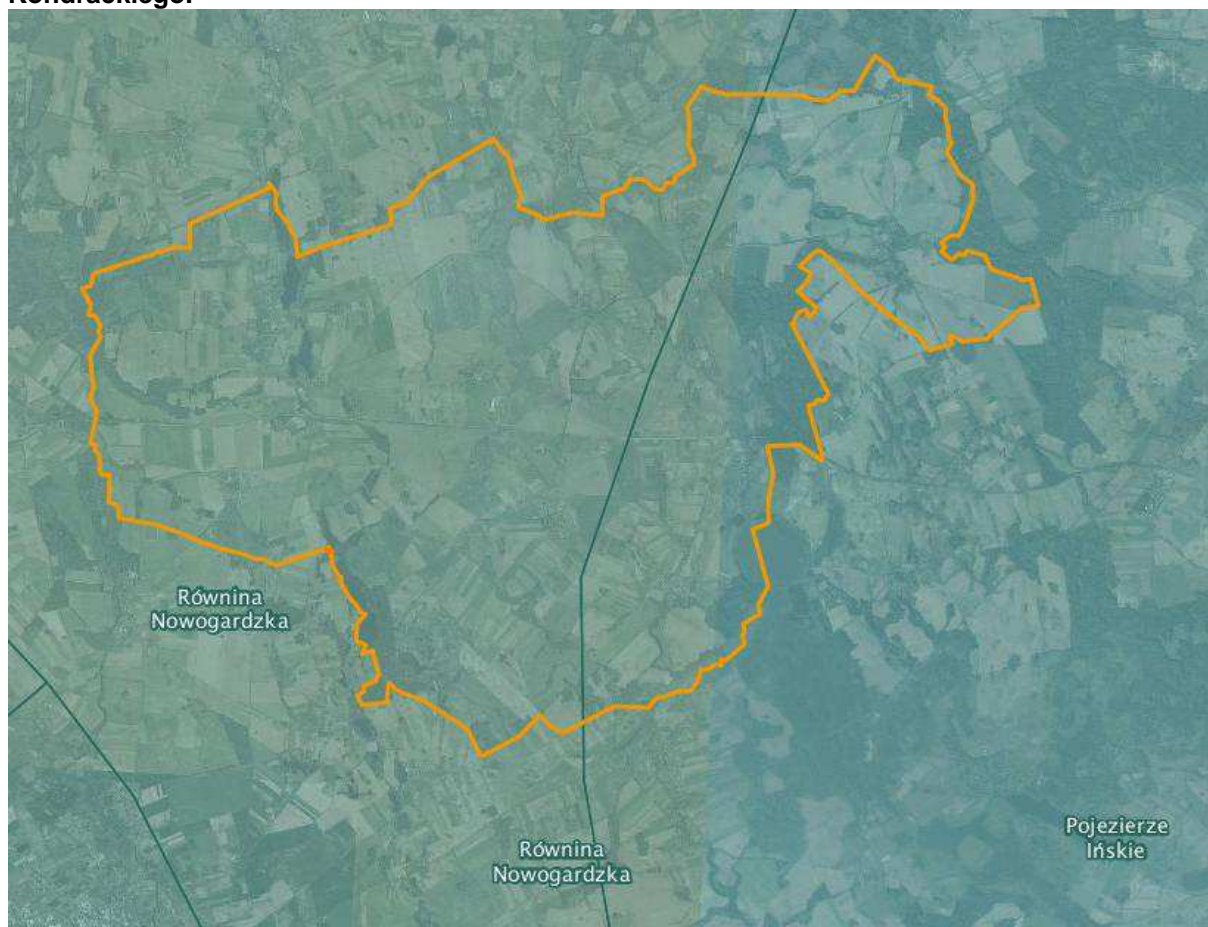 Kondrackiego.
Równina
Nowogardzka
Równina
Nowogardzka
Pojezierze
Ińskie